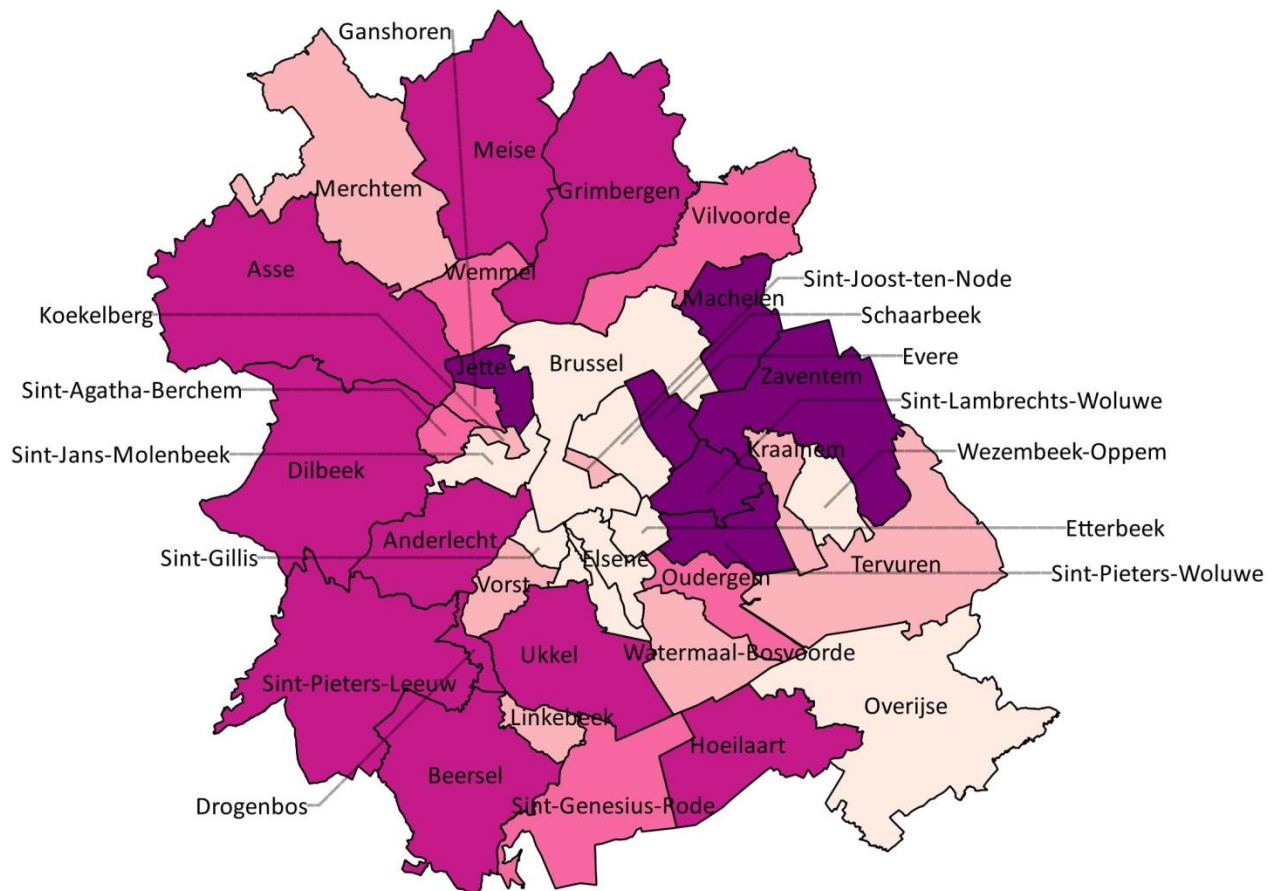 Ganshoren
Meise
Merchtem
Grimbergen
Vilvoorde
Asse
Wemmel
Sint-Joost-ten-Node
Machelen
Koekelberg
Schaarbeek
Brussel
Evere
Jette
Zaventem
Sint-Agatha-Berchem
Sint-Lambrechts-Woluwe
Kraainem
Wezembeek-Oppem
Sint-Jans-Molenbeek
Dilbeek
Etterbeek
Anderlecht
Sint-Gillis
Elsene
Tervuren
Sint-Pieters-Woluwe
Oudergem
Vorst
Ukkel
Watermaal-Bosvoorde
Sint-Pieters-Leeuw
Overijse
Linkebeek
Hoeilaart
Beersel
Drogenbos
Sint-Genesius-Rode